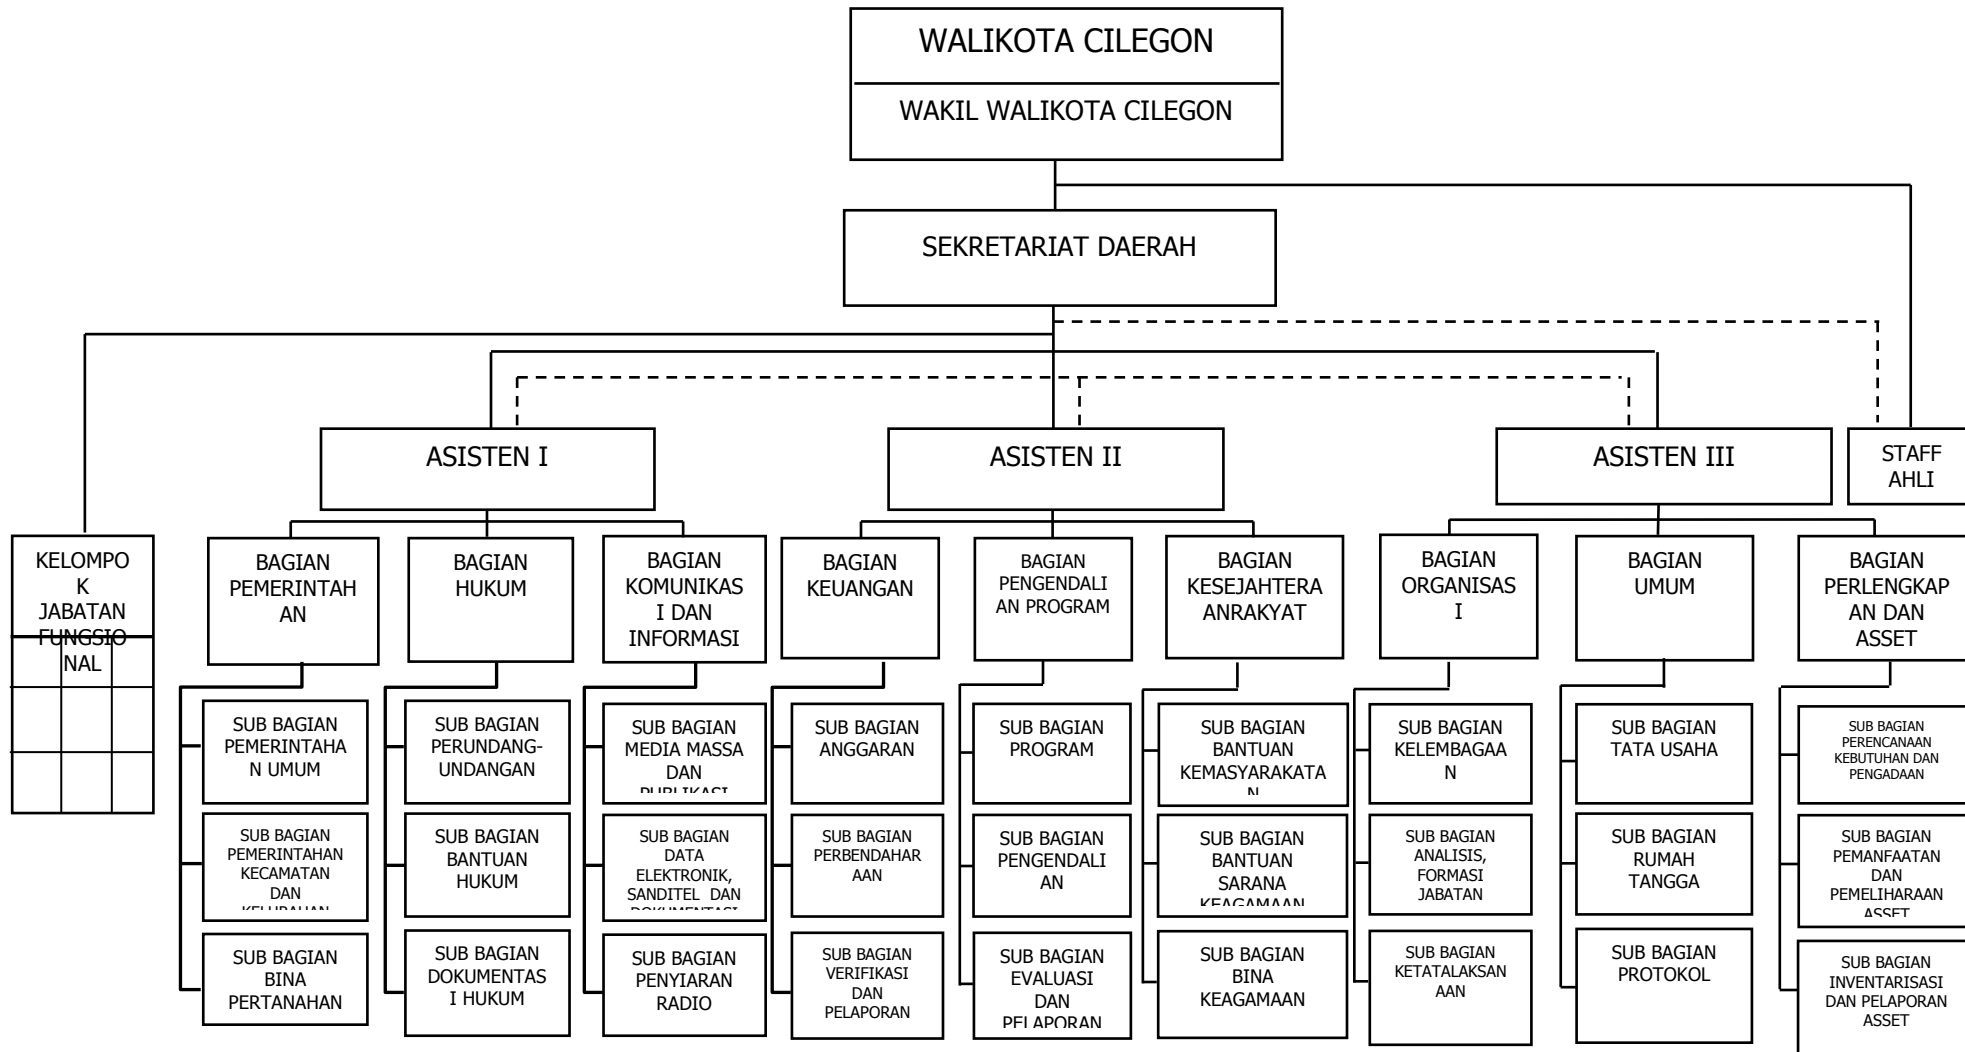 WALIKOTA CILEGON
WAKIL WALIKOTA CILEGON
SEKRETARIAT DAERAH
ASISTEN I
ASISTEN II
ASISTEN III
STAFF
AHLI
KELOMPO
K
JABATAN
FUNGSIO
NAL
BAGIAN
PEMERINTAH
AN
BAGIAN
HUKUM
BAGIAN
KOMUNIKAS
I DAN
INFORMASI
BAGIAN
KEUANGAN
BAGIAN
PENGENDALI
AN PROGRAM
BAGIAN
KESEJAHTERA
ANRAKYAT
BAGIAN
ORGANISAS
I
BAGIAN
UMUM
BAGIAN
PERLENGKAP
AN DAN
ASSET
SUB BAGIAN
PEMERINTAHA
N UMUM
SUB BAGIAN
PERUNDANG-
UNDANGAN
SUB BAGIAN
MEDIA MASSA
DAN
PUBLIKASI
SUB BAGIAN
ANGGARAN
SUB BAGIAN
PROGRAM
SUB BAGIAN
BANTUAN
KEMASYARAKATA
N
SUB BAGIAN
KELEMBAGAA
N
SUB BAGIAN
TATA USAHA
SUB BAGIAN
PERENCANAAN
KEBUTUHAN DAN
PENGADAAN
SUB BAGIAN
PEMERINTAHAN
KECAMATAN
DAN
KELURAHAN
SUB BAGIAN
BANTUAN
HUKUM
SUB BAGIAN
DATA
ELEKTRONIK,
SANDITEL DAN
DOKUMENTASI
SUB BAGIAN
PERBENDAHAR
AAN
SUB BAGIAN
PENGENDALI
AN
SUB BAGIAN
BANTUAN
SARANA
KEAGAMAAN
SUB BAGIAN
ANALISIS,
FORMASI
JABATAN
SUB BAGIAN
RUMAH
TANGGA
SUB BAGIAN
PEMANFAATAN
DAN
PEMELIHARAAN
ASSET
SUB BAGIAN
BINA
PERTANAHAN
SUB BAGIAN
DOKUMENTAS
I HUKUM
SUB BAGIAN
PENYIARAN
RADIO
SUB BAGIAN
VERIFIKASI
DAN
PELAPORAN
SUB BAGIAN
EVALUASI
DAN
PELAPORAN
SUB BAGIAN
BINA
KEAGAMAAN
SUB BAGIAN
KETATALAKSAN
AAN
SUB BAGIAN
PROTOKOL
SUB BAGIAN
INVENTARISASI
DAN PELAPORAN
ASSET